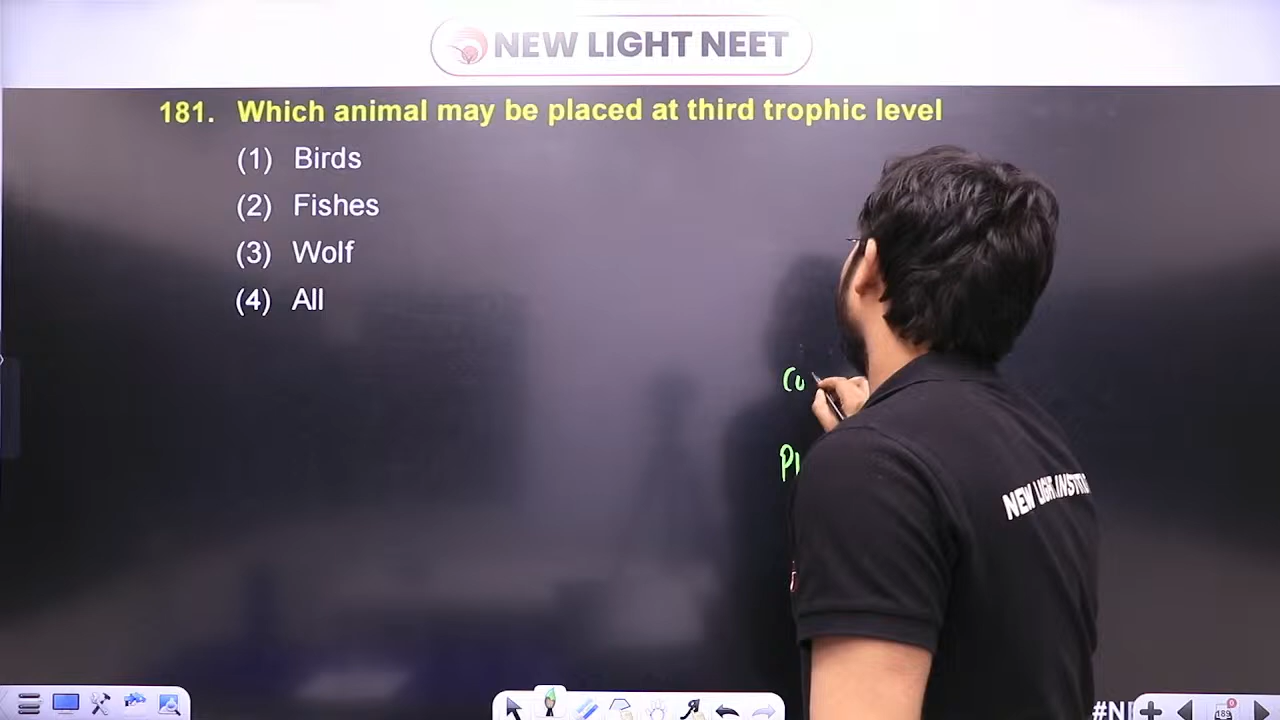 NEW LIGHT NEET
181. Which animal may be placed at third trophic level
(1) Birds
(2) Fishes
(3) Wolf
(4) All
NEW LIGHT
189